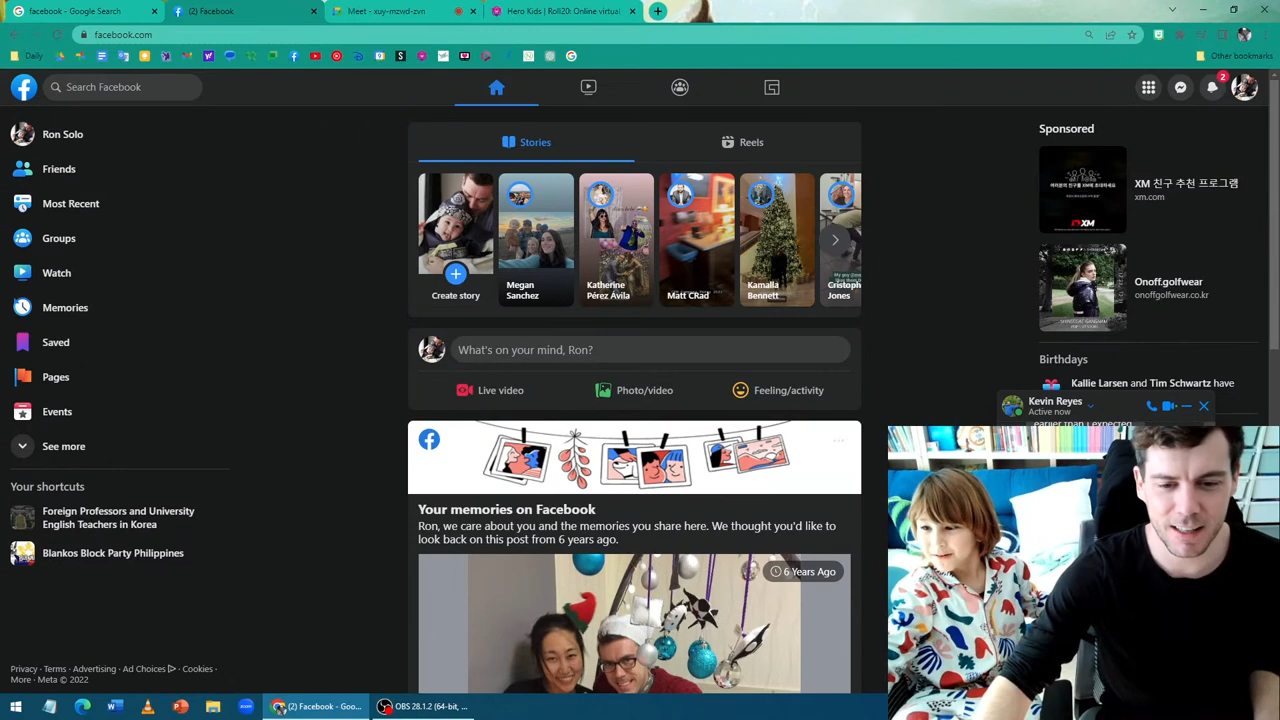 facebook - Google Search
(2) Facebook
Meet - xuy-mzwd-zvn
Hero Kids | Roll20: Online virtual
facebook.com
Daily
Other bookmarks
Search Facebook
2
Ron Solo
Friends
Most Recent
Groups
Watch
Memories
Saved
Pages
Events
See more
Your shortcuts
Foreign Professors and University
English Teachers in Korea
Blankos Block Party Philippines
Privacy · Terms · Advertising · Ad Choices · Cookies ·
More · Meta © 2022
Stories
Reels
Create story
Megan
Sanchez
Katherine
Pérez Ávila
Matt CRad
Kamalla
Bennett
Cristoph
Jones
What's on your mind, Ron?
Live video
Photo/video
Feeling/activity
Your memories on Facebook
Ron, we care about you and the memories you share here. We thought you'd like to
look back on this post from 6 years ago.
6 Years Ago
Sponsored
XM
XM 친구 추천 프로그램
xm.com
Onoff.golfwear
onoffgolfwear.co.kr
Birthdays
Kallie Larsen and Tim Schwartz have
Kevin Reyes
Active now
earlier than I expected
(2) Facebook - Goo...
OBS 28.1.2 (64-bit, ...